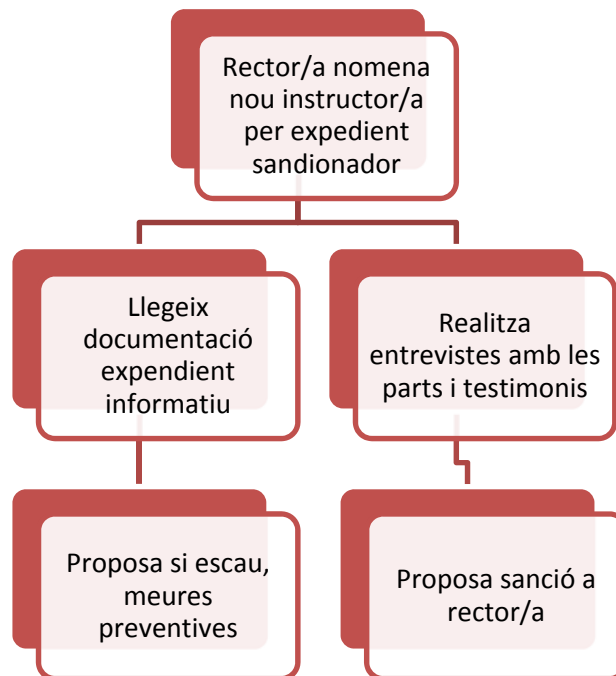 Rector/a nomena
nou instructor/a
per expedient
sandionador
Llegeix
documentació
expendient
informatiu
Realitza
entrevistes amb les
parts i testimonis
Proposa si escau,
meures
preventives
Proposa sanció a
rector/a